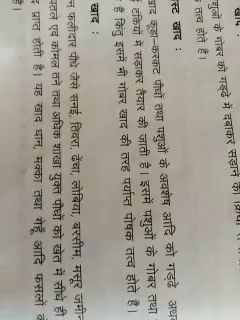 पशुओं के गोबर को गड्ढे में दबाकर सड़ाने की
तत्व होते हैं।
स्ट खाद :
खाद कूड़ा-करकट पौधों तथा पशुओं के अवशेष आदि को गड्ढे
टंकियों में सड़ाकर तैयार की जाती है। इसमें पशुओं के गोबर तथा
है किंतु इसमें भी गोबर खाद की तरह पर्याप्त पोषक तत्व होते हैं।
खाद :
फलीदार पौधे जैसे सनई, तिवरा, ढेंचा, लोबिया, बरसीम, मसूर
पतले एवं कोमल तने तथा अधिक शाखा युक्त पौधों को खेत में सीधे ही
प्राप्त होता है। यह खाद धान, मक्का तथा गेहूँ आदि फसलों
है।